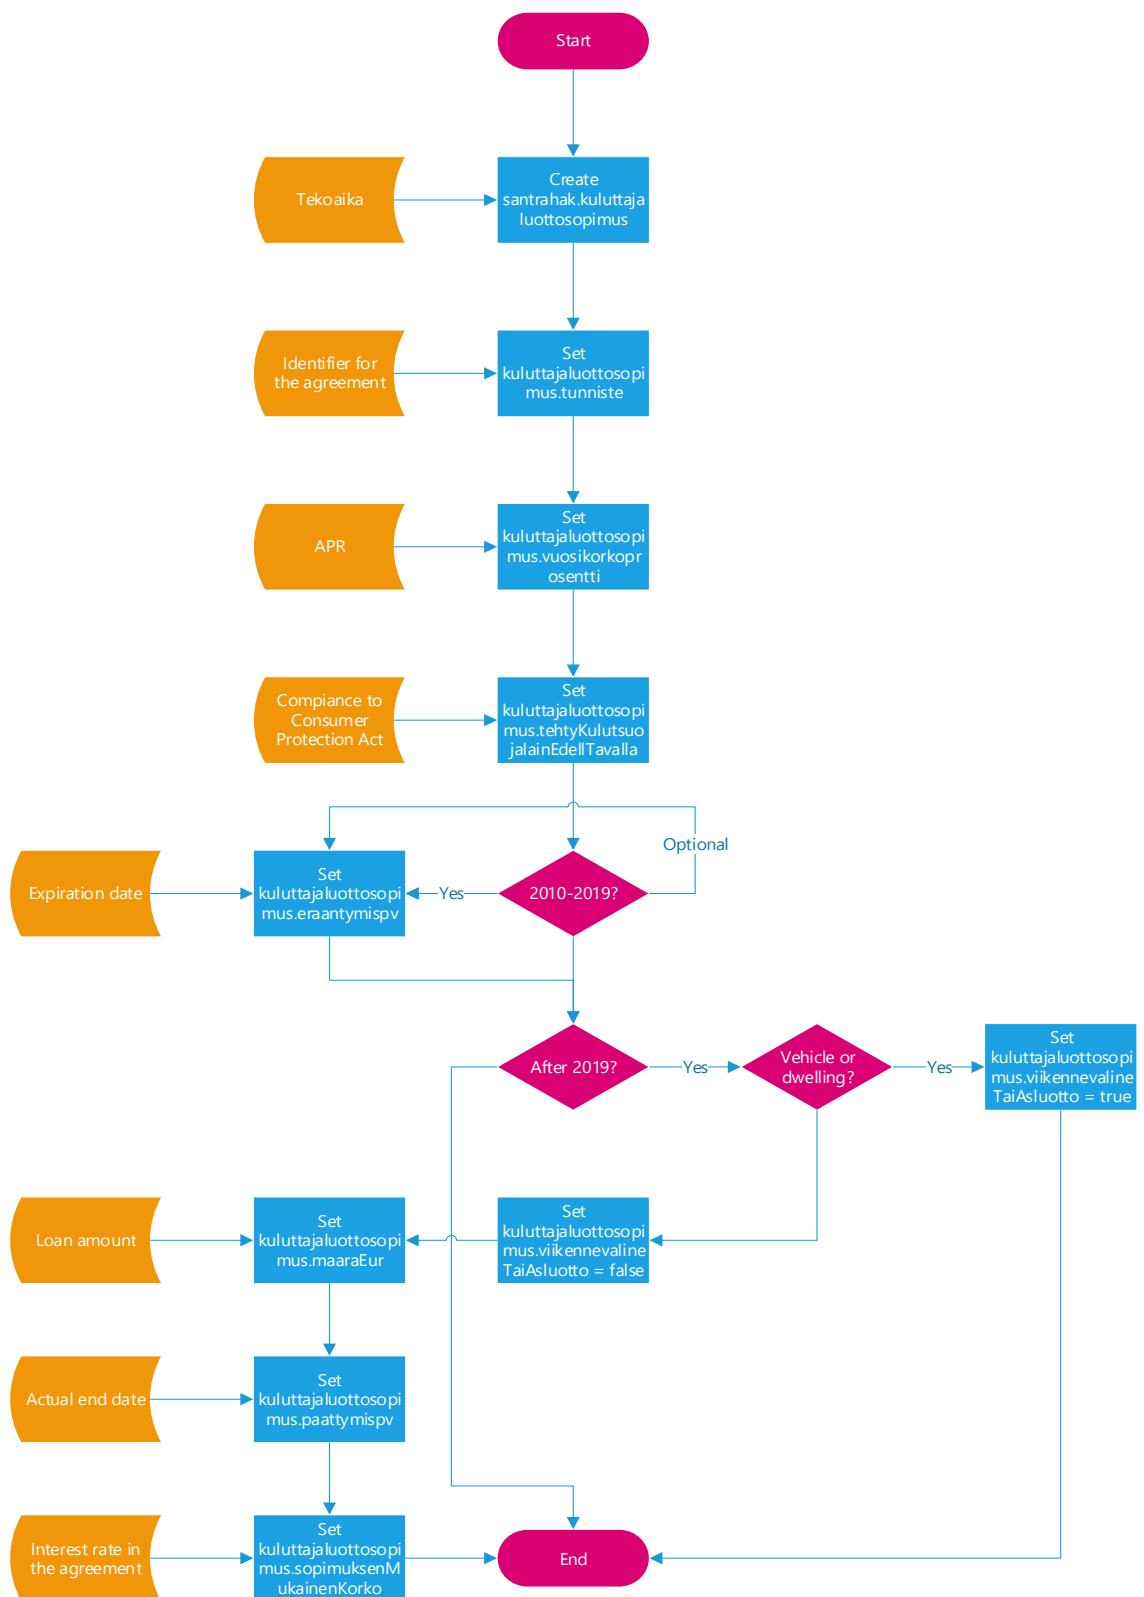 Start
Tekoaika
Create
santrahak.kuluttaja
luottosopimus
Identifier for
the agreement
Set
kuluttajaluottosopi
mus.tunniste
APR
Set
kuluttajaluottosopi
mus.vuosikorkopr
osentti
Compiance to
Consumer
Protection Act
Set
kuluttajaluottosopi
mus.tehtyKulutsuo
jalainEdellTavalla
Optional
Expiration date
Set
kuluttajaluottosopi
mus.eraantymispv
Yes
2010-2019?
After 2019?
Yes
Vehicle or
dwelling?
Yes
Set
kuluttajaluottosopi
mus.viikennevaline
TaiAsluotto = true
Loan amount
Set
kuluttajaluottosopi
mus.maaraEur
Set
kuluttajaluottosopi
mus.viikennevaline
TaiAsluotto = false
Actual end date
Set
kuluttajaluottosopi
mus.paattymispv
Interest rate in
the agreement
Set
kuluttajaluottosopi
mus.sopimuksenM
ukainenKorko
End